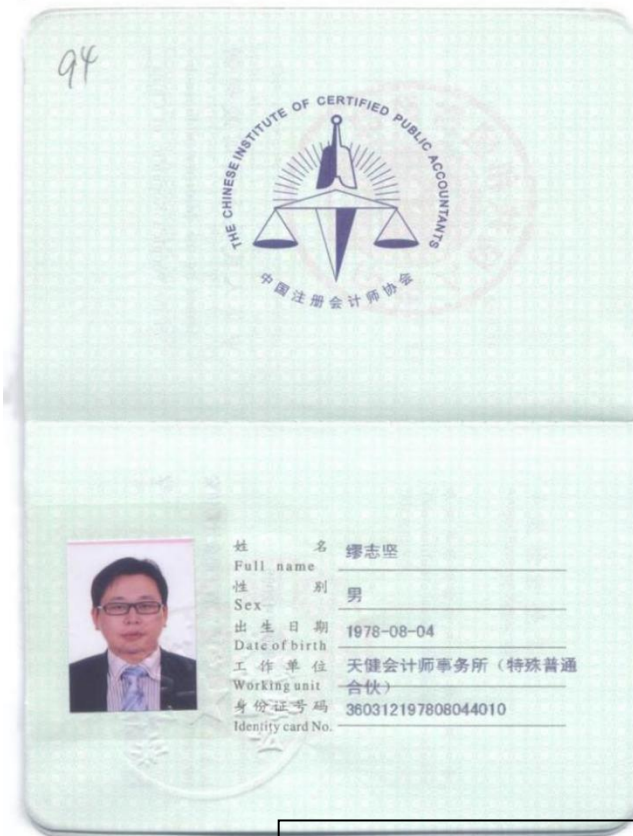 94
THE CHINESE INSTITUTE OF CERTIFIED PUBLIC ACCOUNTANTS
中国注册会计师协会
姓 名 缪志坚
Full name
性 别 男
Sex
出生日期 1978-08-04
Date of birth
工作单位 天健会计师事务所（特殊普通
Working unit 合伙）
身份证号码 360312197808044010
Identity card No.